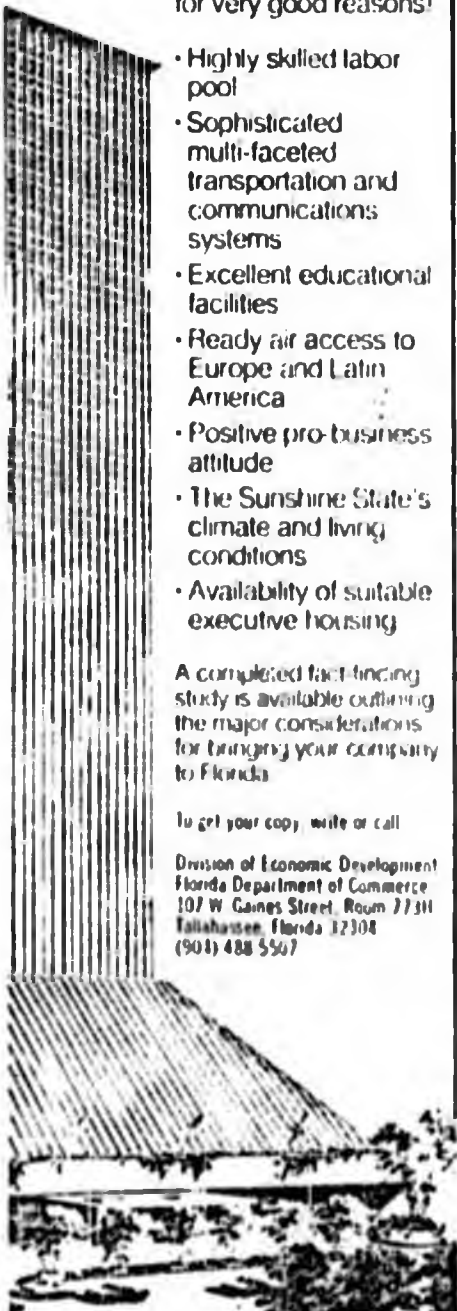 for very good reasons!
· Highly skilled labor
pool
· Sophisticated
multi-faceted
transportation and
communications
systems
· Excellent educational
facilities
· Ready air access to
Europe and Latin
America
· Positive pro-business
attitude
· The Sunshine State's
climate and living
conditions
· Availability of suitable
executive housing
A completed fact-finding
study is available outlining
the major considerations
for bringing your company
to Florida
To get your copy, write or call
Division of Economic Development
Florida Department of Commerce
107 W. Gaines Street, Room
Tallahassee, Florida 32304
(904) 488 5507